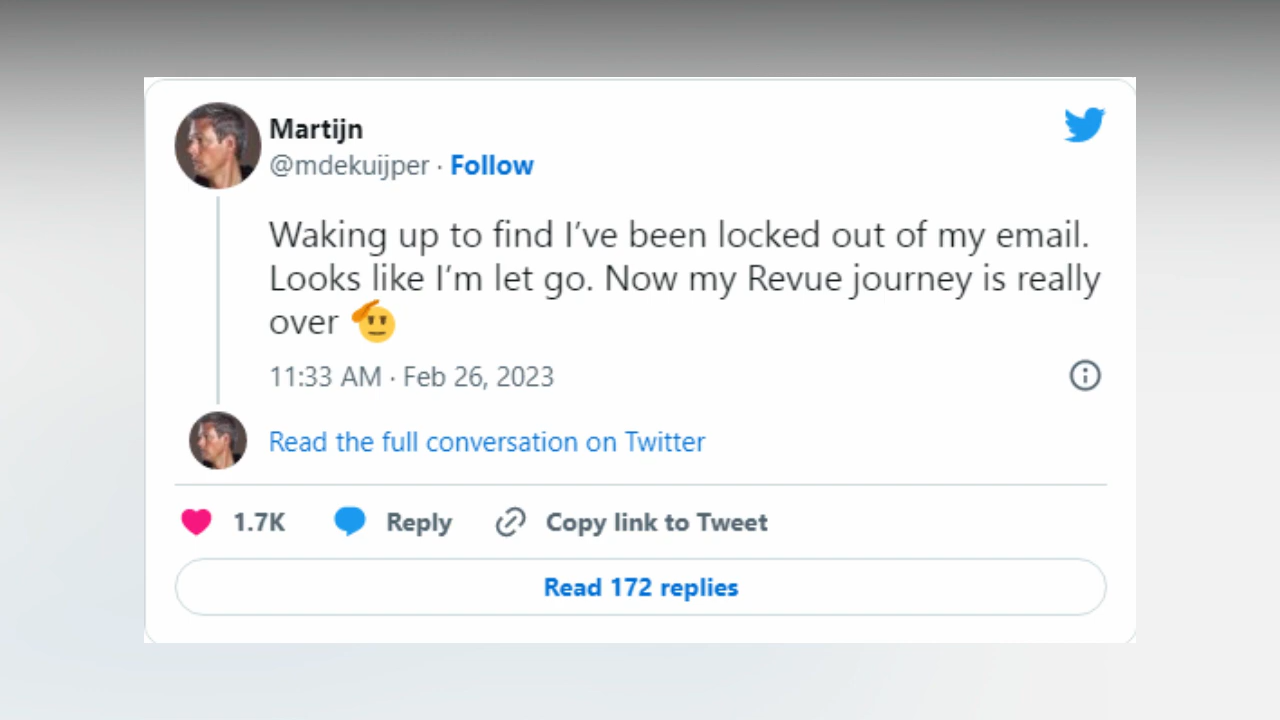 Martijn
@mdekuijper · Follow
Waking up to find I’ve been locked out of my email.
Looks like I’m let go. Now my Revue journey is really
over 🫡
11:33 AM · Feb 26, 2023
Read the full conversation on Twitter
1.7K Reply Copy link to Tweet
Read 172 replies